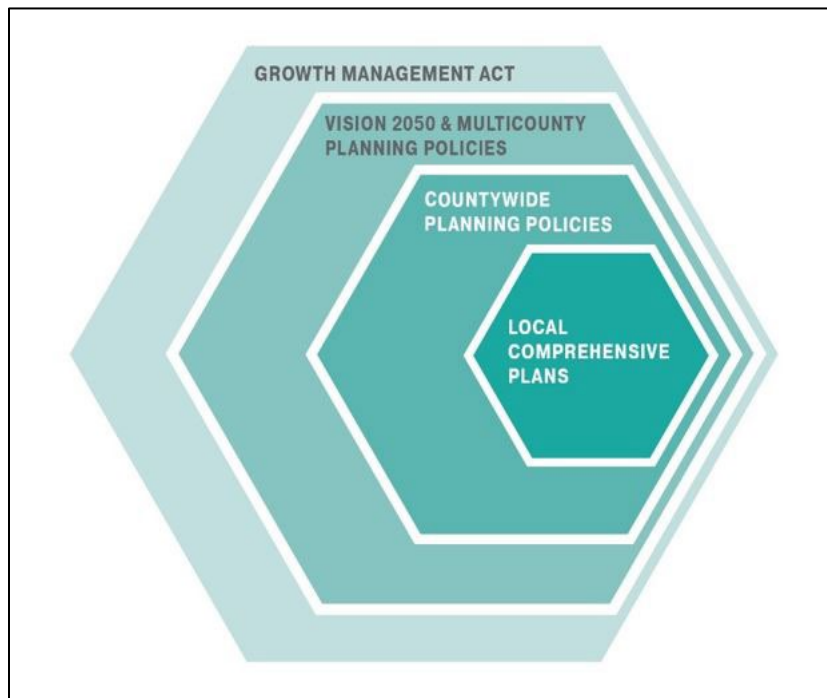 GROWTH MANAGEMENT ACT
VISION 2050 & MULTICOUNTY
PLANNING POLICIES
COUNTYWIDE
PLANNING POLICIES
LOCAL
COMPREHENSIVE
PLANS